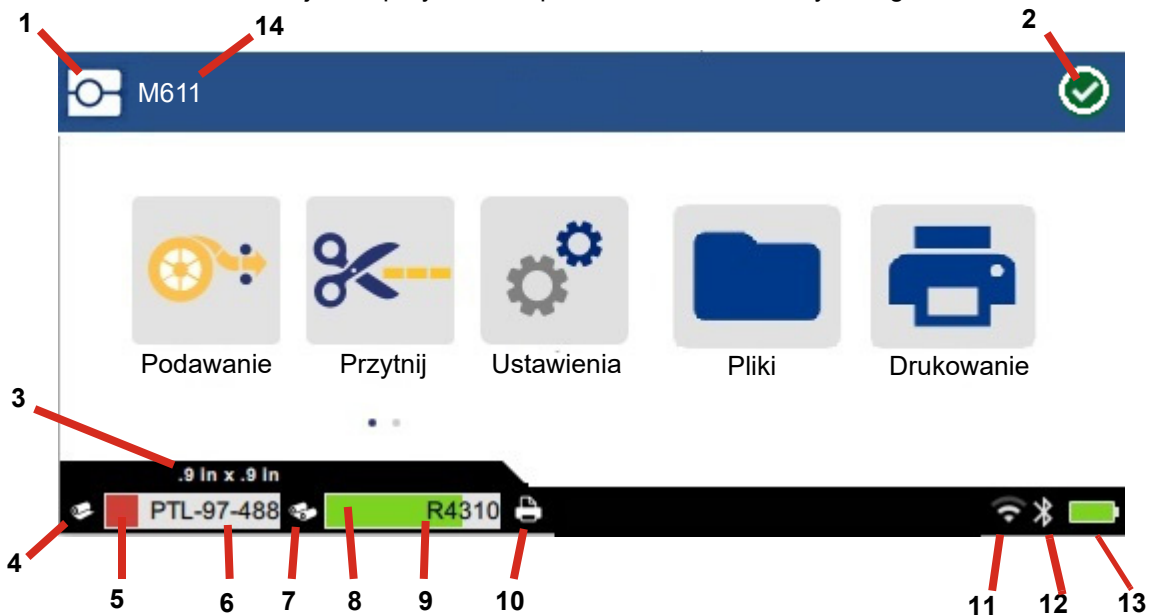 1 14 2
M611
Podawanie Przytnij Ustawienia Pliki Drukowanie
3
.9 in x .9 in
PTL-97-488 R4310
4
5 6 7 8 9 10 11 12 13